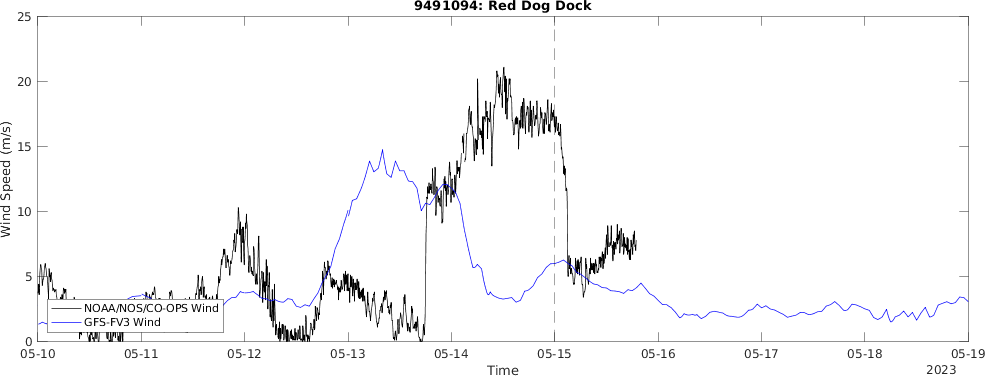 9491094: Red Dog Dock
25
20
15
10
5
0
Wind Speed (m/s)
NOAA/NOS/CO-OPS Wind
GFS-FV3 Wind
05-10 05-11 05-12 05-13 05-14 05-15 05-16 05-17 05-18 05-19
Time
2023